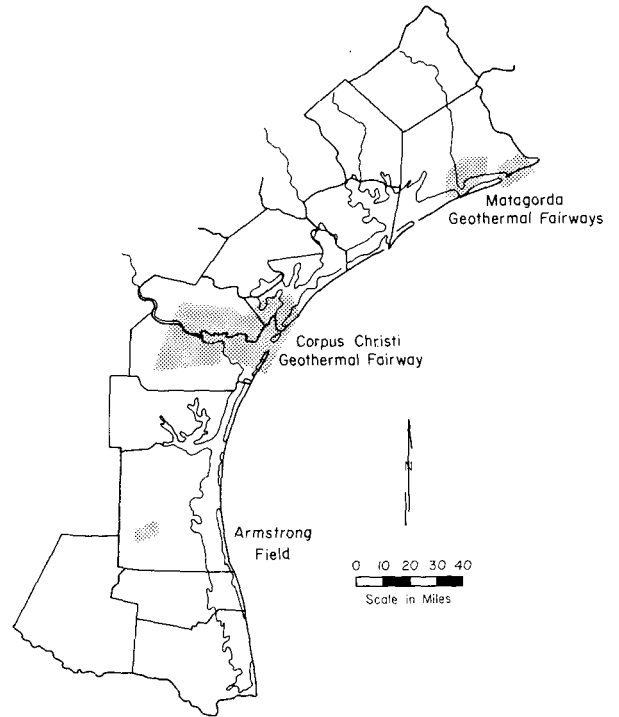 Matagorda
Geothermal Fairways
Corpus Christi
Geothermal Fairway
N
Armstrong
Field
0 10 20 30 40
Scale in Miles